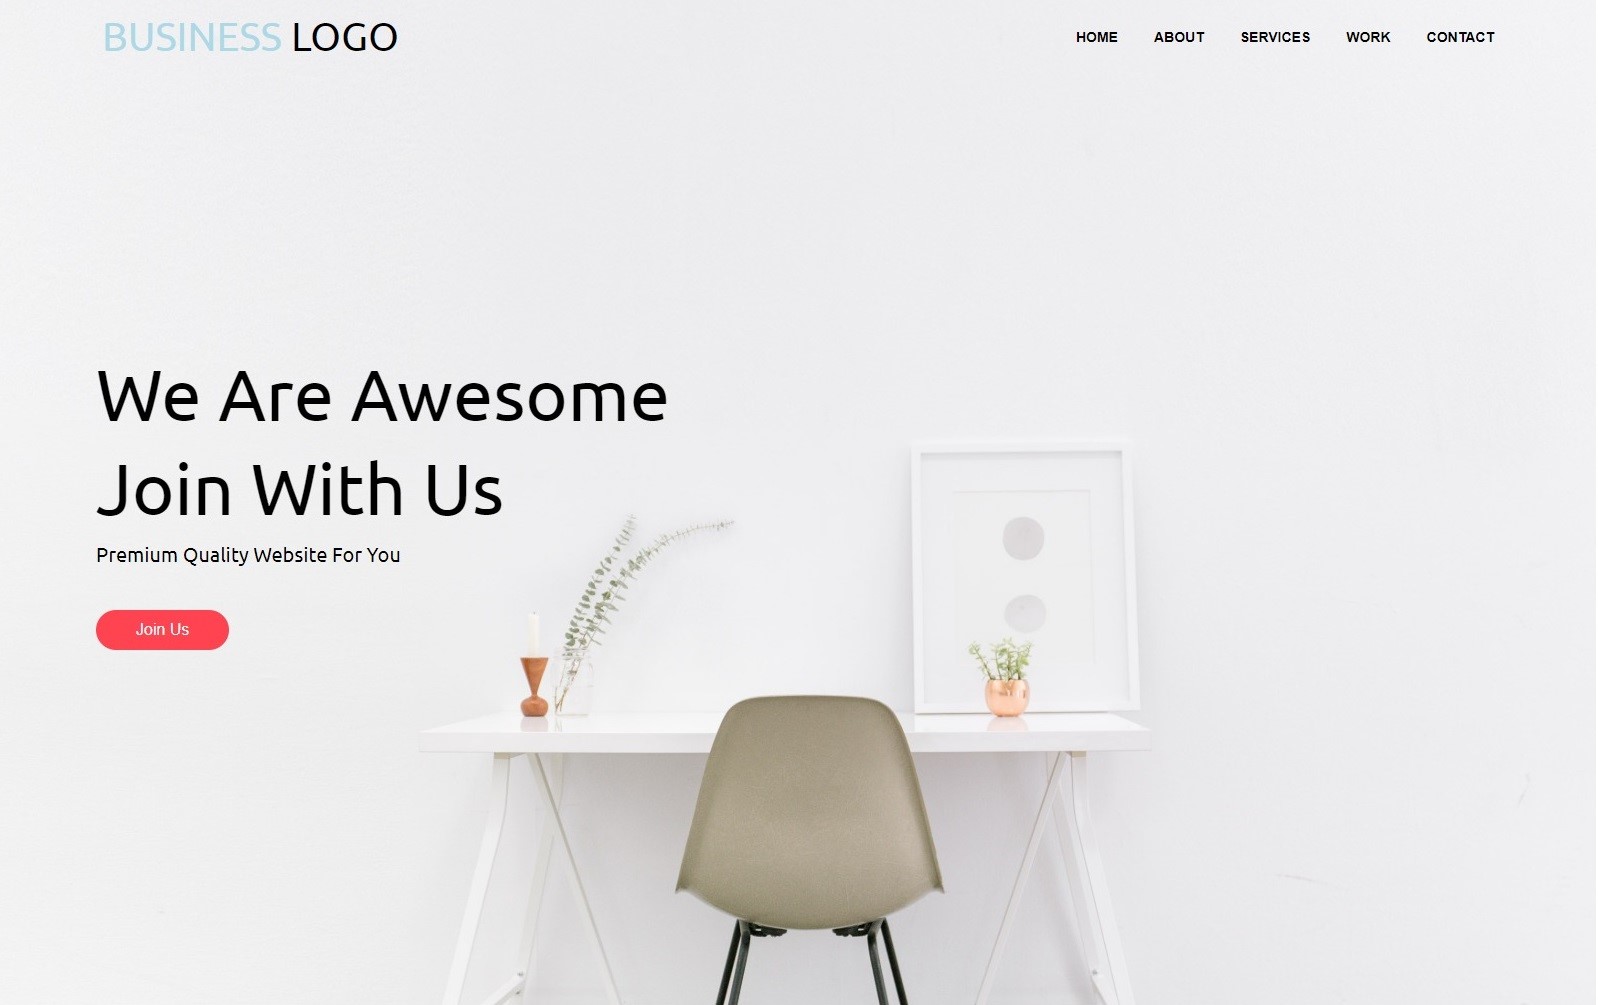 BUSINESS LOGO
HOME ABOUT SERVICES WORK CONTACT
We Are Awesome
Join With Us
Premium Quality Website For You
Join Us